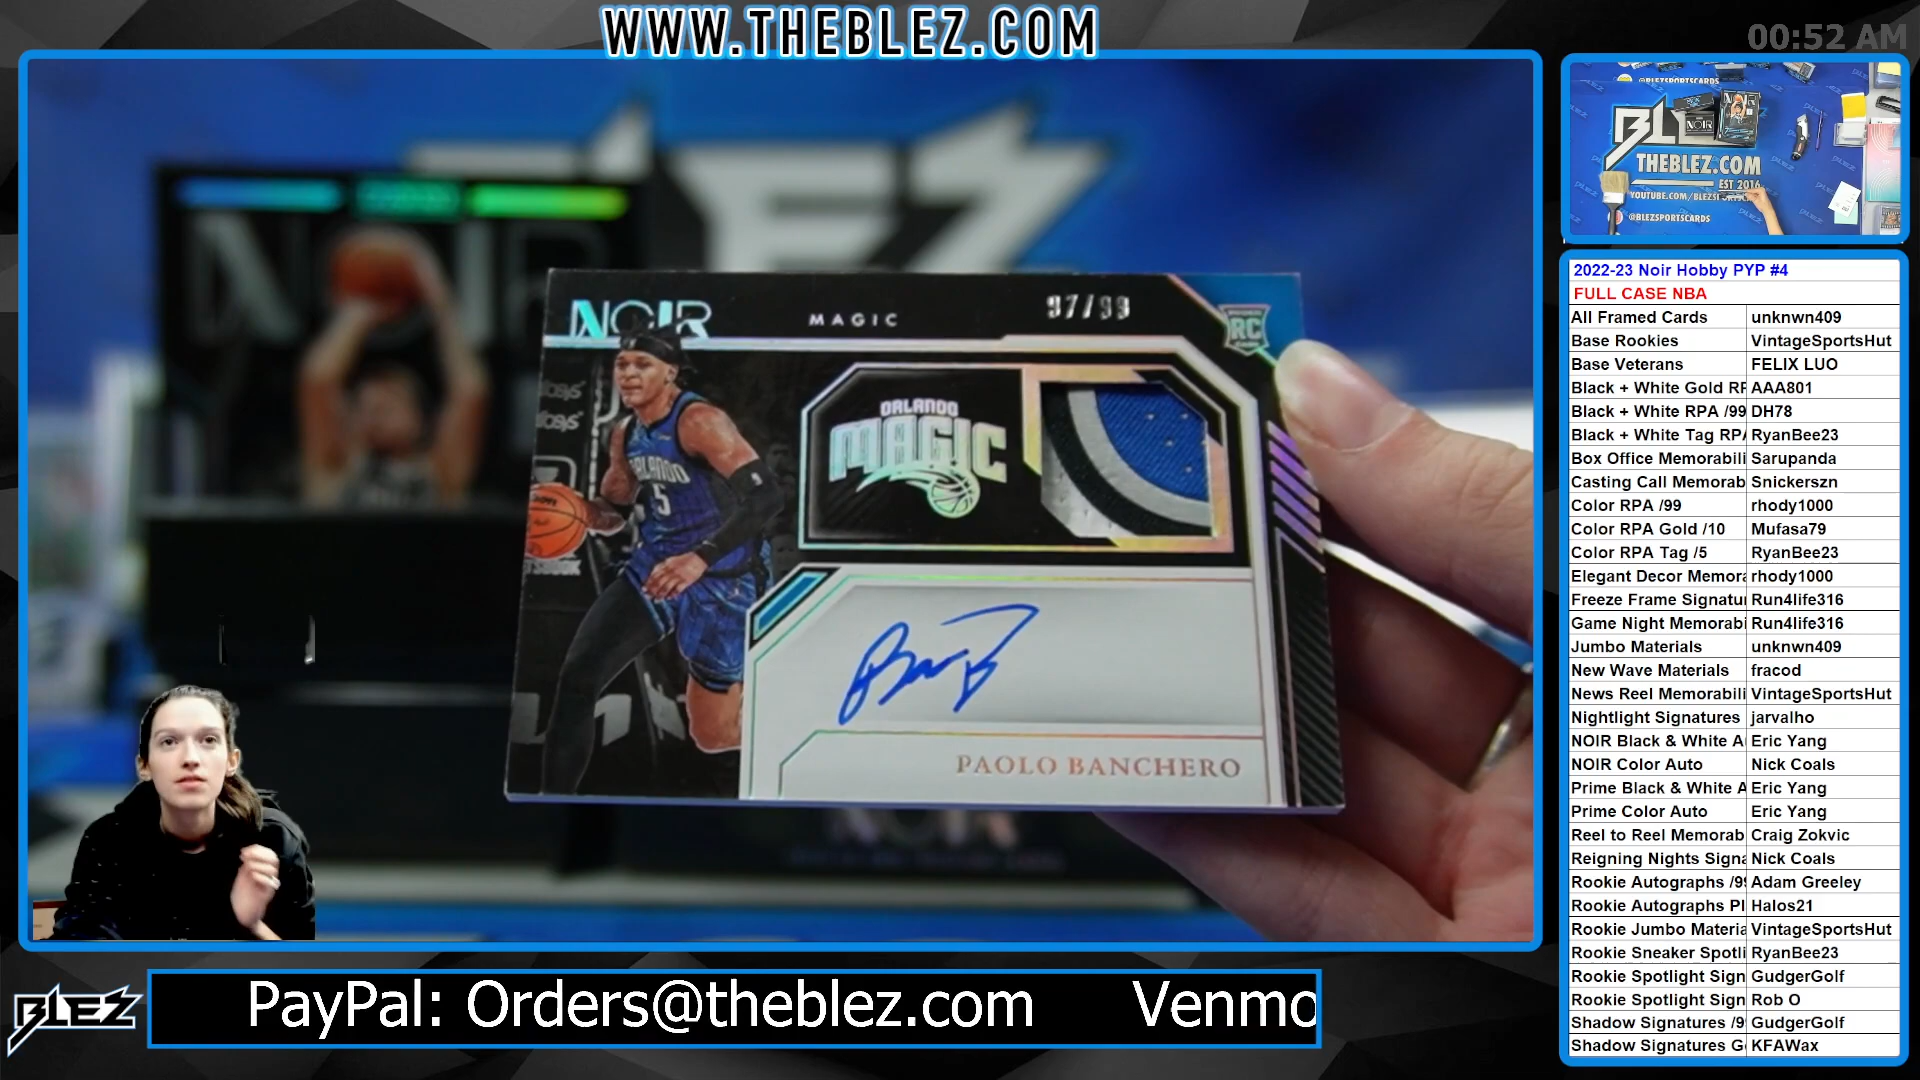 WWW.THEBLEZ.COM
00:52 AM
NOIR
MAGIC
97/99
RC
ORLANDO
MAGIC
ORLANDO
5
PAOLO BANCHERO
@BLEZSPORTSCARDS
NOIR
THEBLEZ.COM
EST 2016
@BLEZSPORTSCARDS
2022-23 Noir Hobby PYP #4
FULL CASE NBA
All Framed Cards unknwn409
Base Rookies VintageSportsHut
Base Veterans FELIX LUO
Black + White Gold RF AAA801
Black + White RPA /99 DH78
Black + White Tag RPA RyanBee23
Box Office Memorabili Sarupanda
Casting Call Memorab Snickerszn
Color RPA /99 rhody1000
Color RPA Gold /10 Mufasa79
Color RPA Tag /5 RyanBee23
Elegant Decor Memora rhody1000
Freeze Frame Signatu Run4life316
Game Night Memorabi Run4life316
Jumbo Materials unknwn409
New Wave Materials fracod
News Reel Memorabili VintageSportsHut
Nightlight Signatures jarvalho
NOIR Black & White A Eric Yang
NOIR Color Auto Nick Coals
Prime Black & White A Eric Yang
Prime Color Auto Eric Yang
Reel to Reel Memorab Craig Zokvic
Reigning Nights Signa Nick Coals
Rookie Autographs /99 Adam Greeley
Rookie Autographs Pl Halos21
Rookie Jumbo Materia VintageSportsHut
Rookie Sneaker Spotli RyanBee23
Rookie Spotlight Sign GudgerGolf
Rookie Spotlight Sign Rob O
Shadow Signatures /9 GudgerGolf
Shadow Signatures G KFAWax
BLEZ
PayPal: Orders@theblez.com Venmo